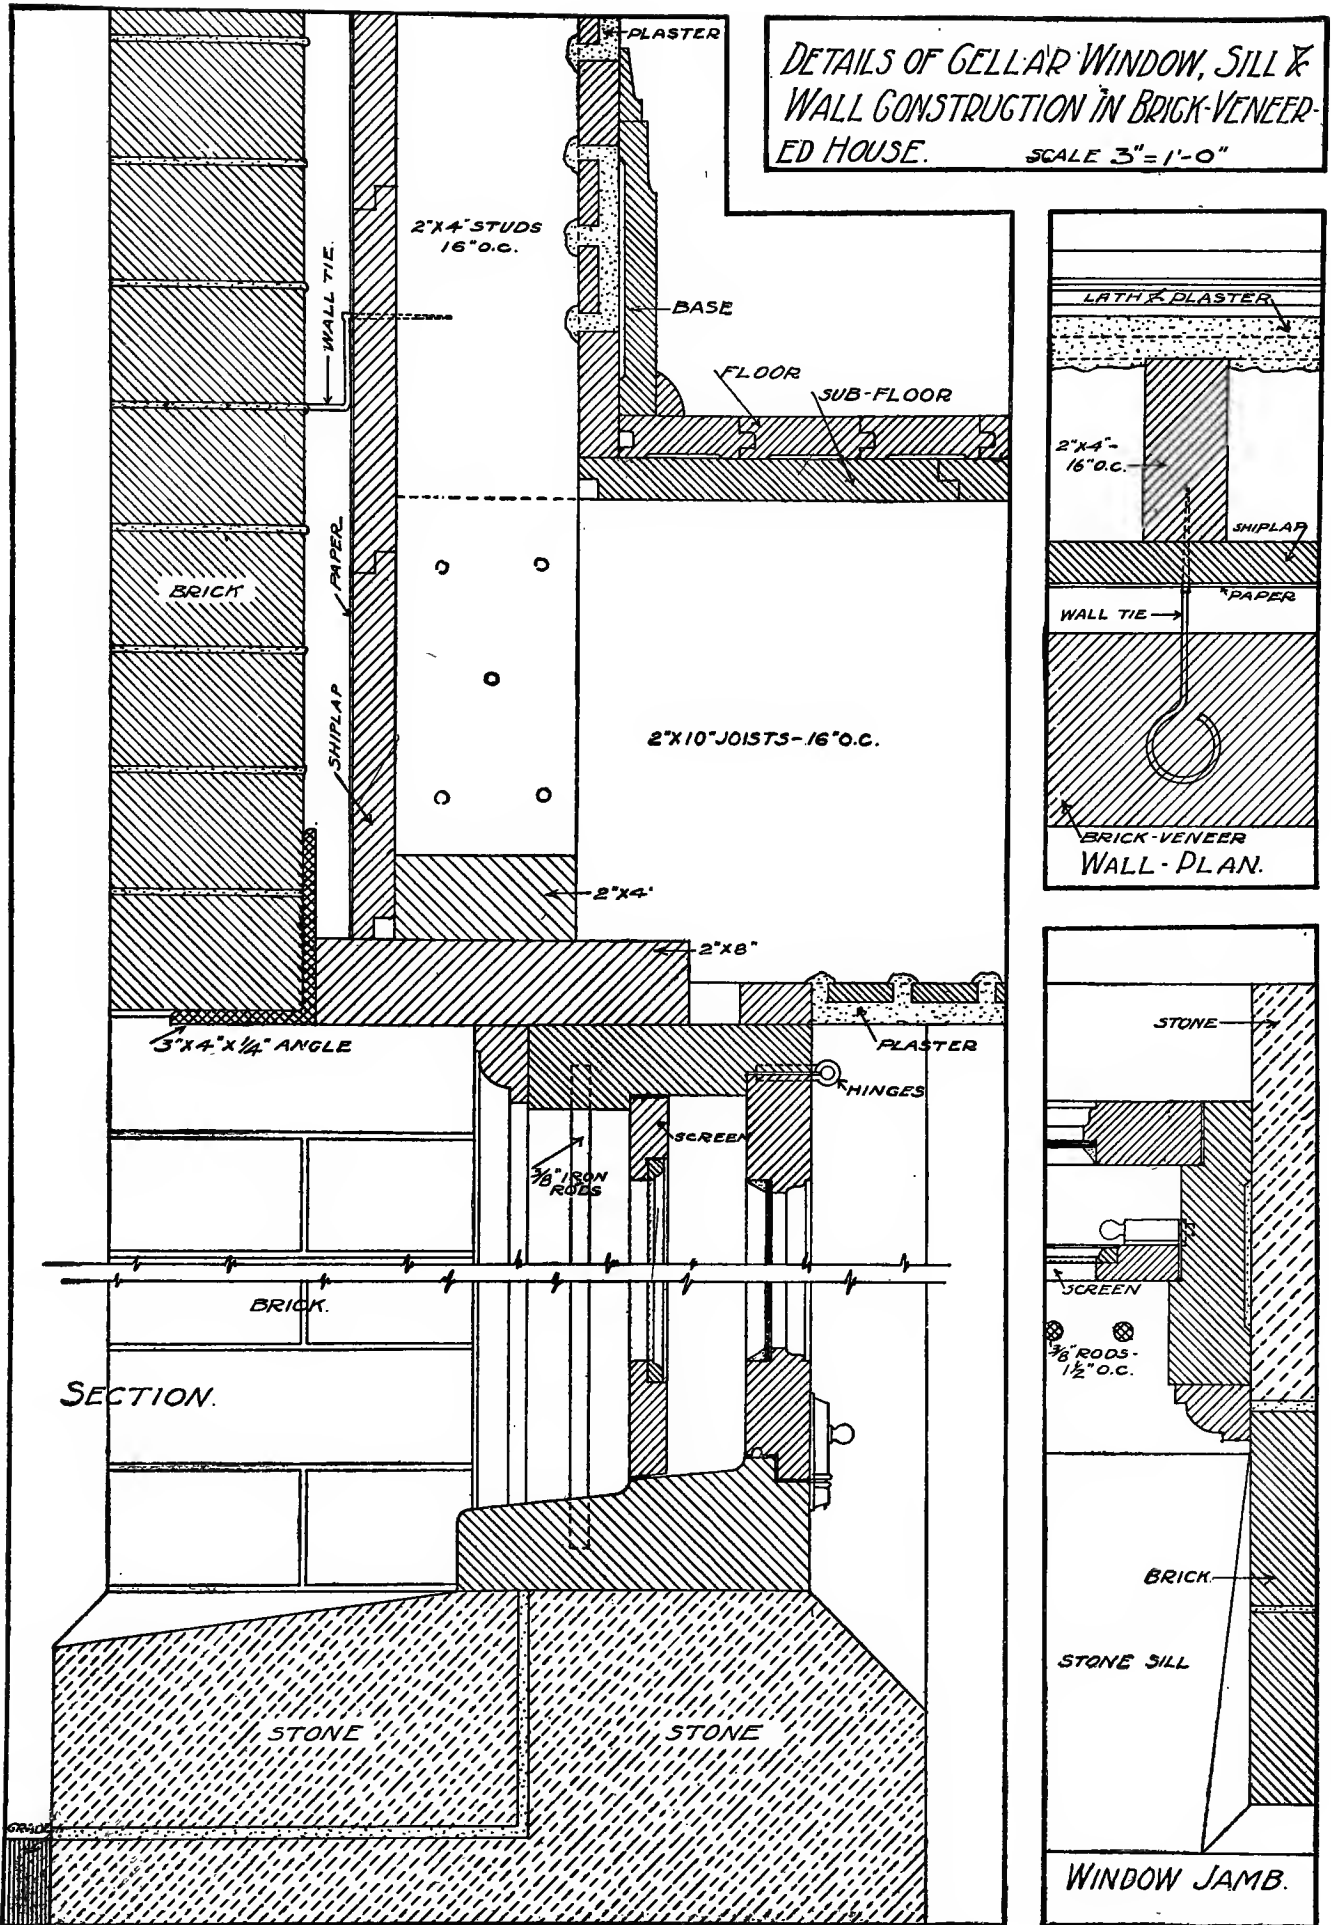 DETAILS OF CELLAR WINDOW, SILL &
WALL CONSTRUCTION IN BRICK-VENEER-
ED HOUSE. SCALE 3"=1'-0"
PLASTER
2"X4" STUDS
16" O.C.
WALL TIE.
BASE
FLOOR
SUB-FLOOR
PAPER
BRICK
SHIPLAP
2"X10" JOISTS-16" O.C.
2"X4"
2"X8"
3"X4"X1/4" ANGLE
PLASTER
HINGES
SCREEN
3/8" IRON
RODS
BRICK.
SECTION.
STONE
STONE
GRADE
LATH & PLASTER
2"X4"-
16" O.C.
SHIPLAP
PAPER
WALL TIE
BRICK-VENEER
WALL-PLAN.
STONE
SCREEN
3/8" RODS-
1 1/2" O.C.
BRICK.
STONE SILL
WINDOW JAMB.